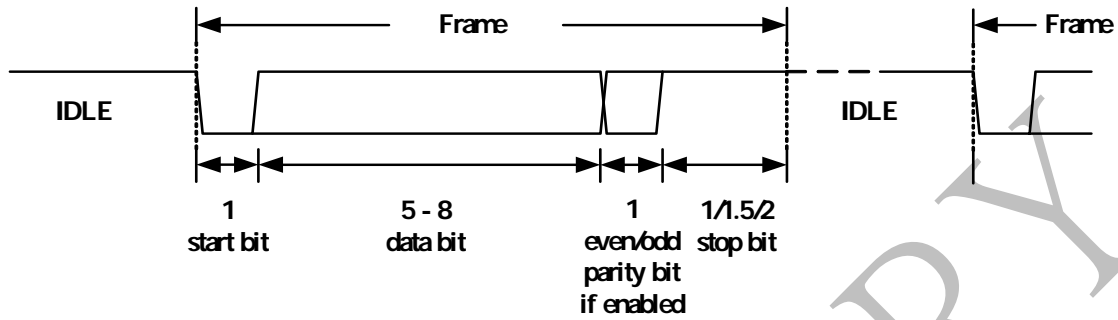 Frame
Frame
IDLE
IDLE
1
start bit
5 - 8
data bit
1
even/odd
parity bit
if enabled
1/1.5/2
stop bit
P Y